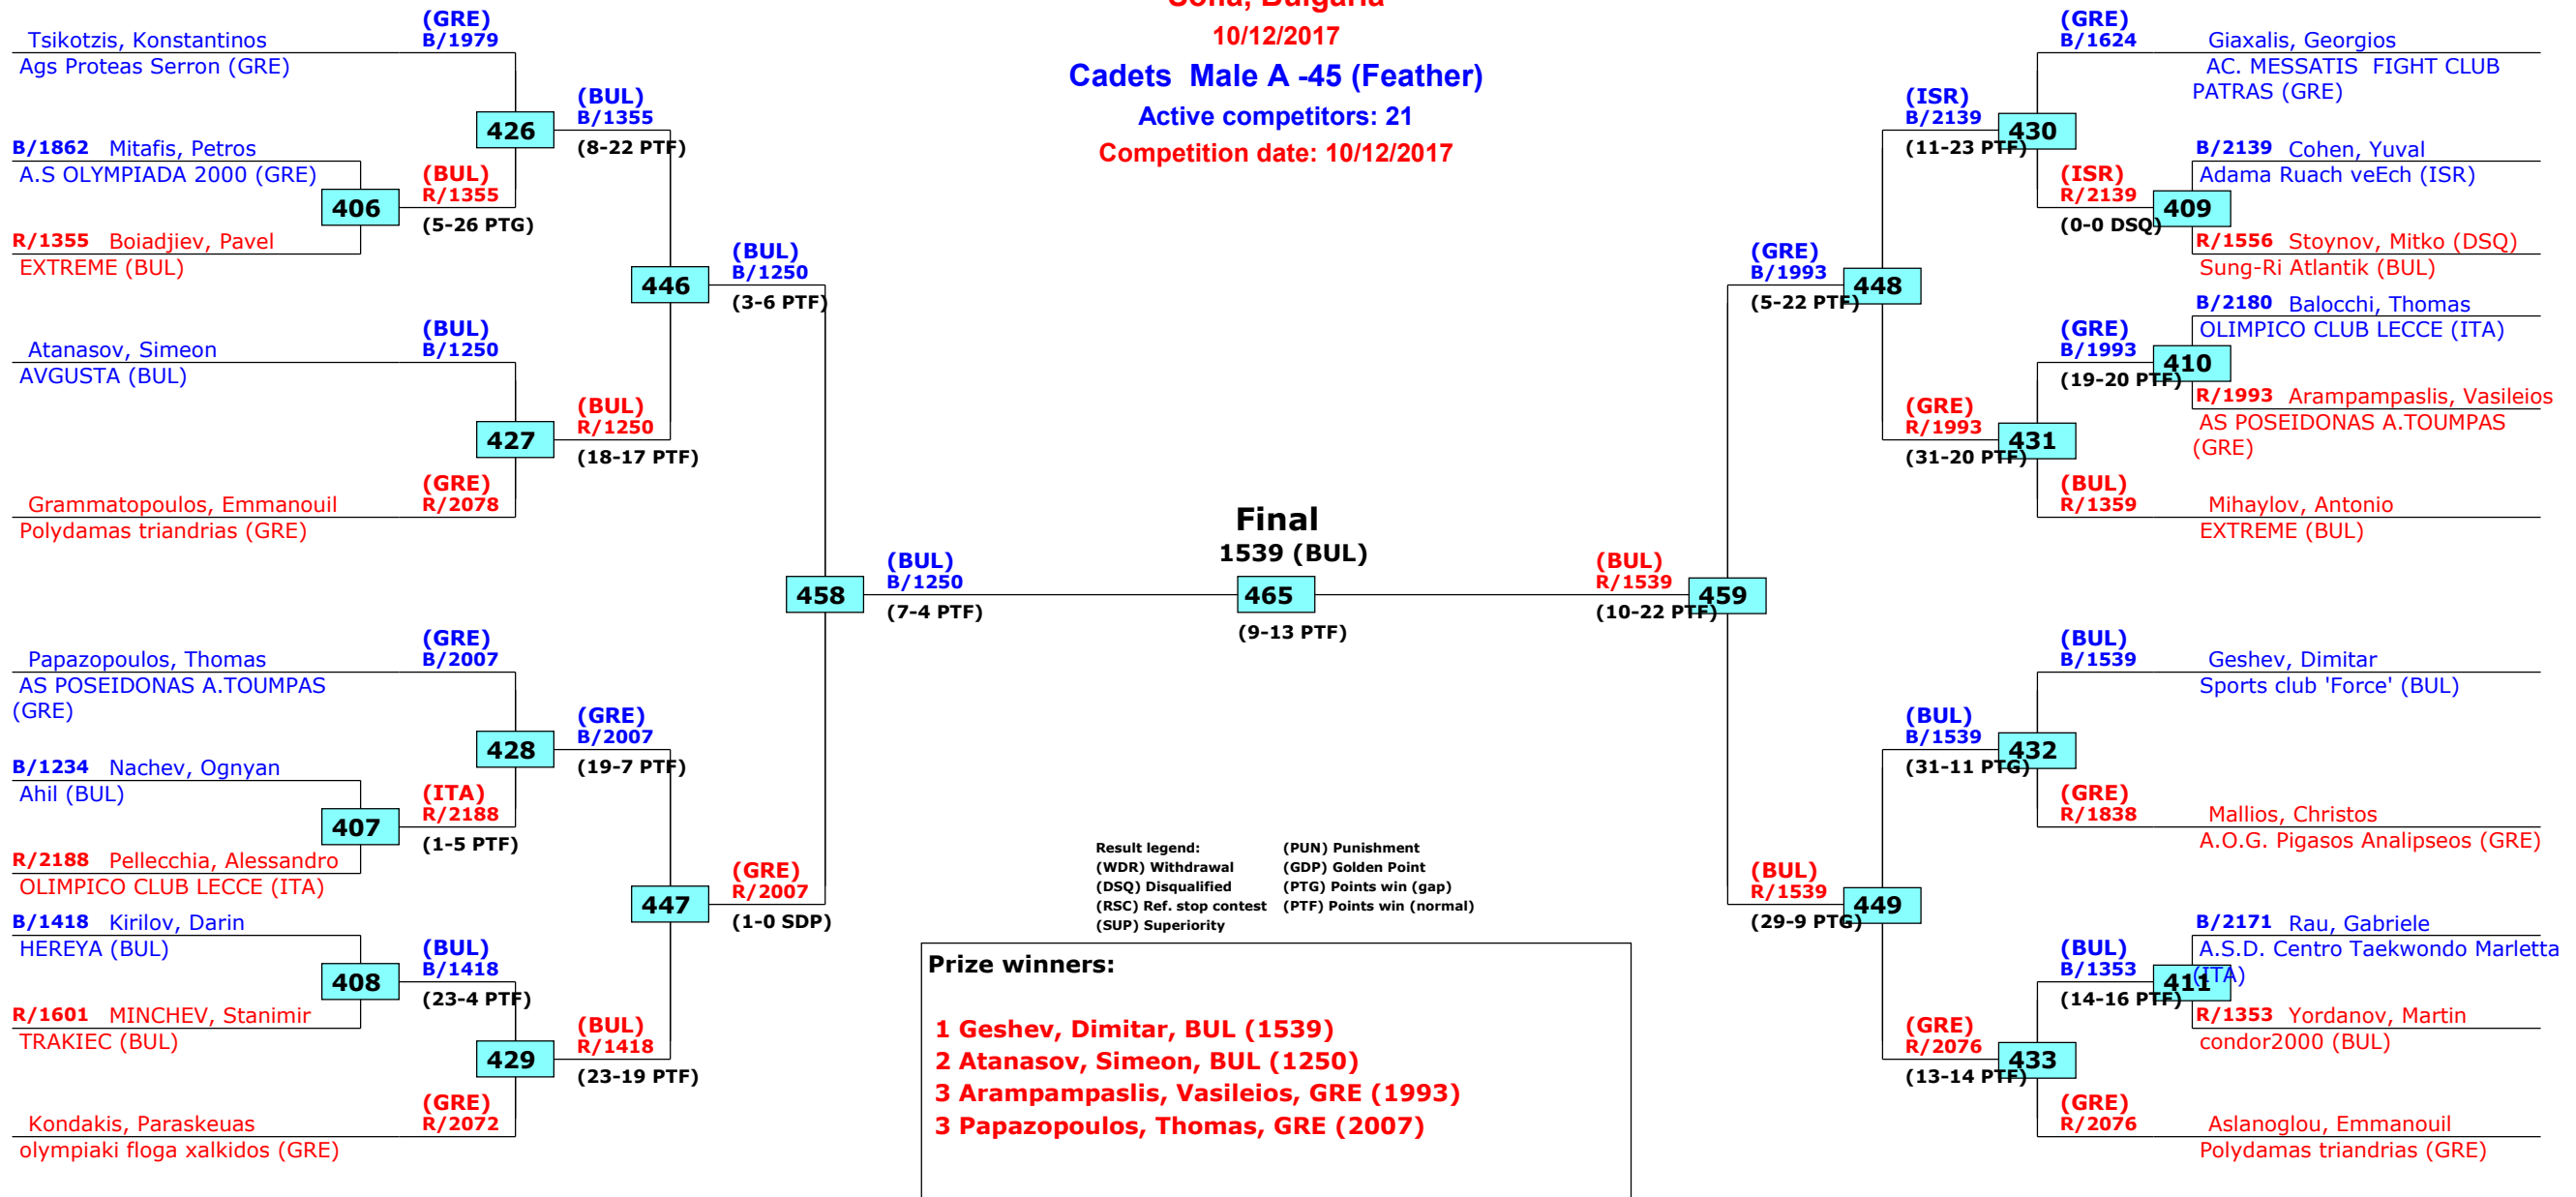 Sofia, Bulgaria
10/12/2017
Cadets  Male A -45 (Feather)
Active competitors: 21
Competition date: 10/12/2017
(GRE)
Tsikotzis, Konstantinos B/1979
Ags Proteas Serron (GRE)
(BUL)
B/1355
426
(8-22 PTF)
B/1862 Mitafis, Petros
A.S OLYMPIADA 2000 (GRE)
(BUL)
R/1355
406
(5-26 PTG)
R/1355 Boiadjiev, Pavel
EXTREME (BUL)
(BUL)
B/1250
446
(3-6 PTF)
(BUL)
Atanasov, Simeon B/1250
AVGUSTA (BUL)
(BUL)
R/1250
427
(18-17 PTF)
(GRE)
Grammatopoulos, Emmanouil R/2078
Polydamas triandrias (GRE)
(BUL)
B/1250
458
(7-4 PTF)
(GRE)
Papazopoulos, Thomas B/2007
AS POSEIDONAS A.TOUMPAS
(GRE)
(GRE)
B/2007
428
(19-7 PTF)
B/1234 Nachev, Ognyan
Ahil (BUL)
(ITA)
R/2188
407
(1-5 PTF)
R/2188 Pellecchia, Alessandro
OLIMPICO CLUB LECCE (ITA)
(GRE)
R/2007
447
(1-0 SDP)
B/1418 Kirilov, Darin
HEREYA (BUL)
(BUL)
B/1418
408
(23-4 PTF)
R/1601 MINCHEV, Stanimir
TRAKIEC (BUL)
(BUL)
R/1418
429
(23-19 PTF)
(GRE)
Kondakis, Paraskeuas R/2072
olympiaki floga xalkidos (GRE)
Final
1539 (BUL)
465
(9-13 PTF)
(GRE)
B/1624 Giaxalis, Georgios
AC. MESSATIS  FIGHT CLUB
PATRAS (GRE)
(ISR)
B/2139
430
(11-23 PTF)
B/2139 Cohen, Yuval
Adama Ruach veEch (ISR)
(ISR)
R/2139
409
(0-0 DSQ)
R/1556 Stoynov, Mitko (DSQ)
Sung-Ri Atlantik (BUL)
(GRE)
B/1993
448
(5-22 PTF)
B/2180 Balocchi, Thomas
OLIMPICO CLUB LECCE (ITA)
(GRE)
B/1993
410
(19-20 PTF)
R/1993 Arampampaslis, Vasileios
AS POSEIDONAS A.TOUMPAS
(GRE)
(GRE)
R/1993
431
(31-20 PTF)
(BUL)
R/1359 Mihaylov, Antonio
EXTREME (BUL)
(BUL)
R/1539
459
(10-22 PTF)
(BUL)
B/1539 Geshev, Dimitar
Sports club 'Force' (BUL)
(BUL)
B/1539
432
(31-11 PTG)
(GRE)
R/1838 Mallios, Christos
A.O.G. Pigasos Analipseos (GRE)
(BUL)
R/1539
449
(29-9 PTG)
B/2171 Rau, Gabriele
A.S.D. Centro Taekwondo Marletta
(ITA)
(BUL)
B/1353
411
(14-16 PTF)
R/1353 Yordanov, Martin
condor2000 (BUL)
(GRE)
R/2076
433
(13-14 PTF)
(GRE)
R/2076 Aslanoglou, Emmanouil
Polydamas triandrias (GRE)
Result legend: (PUN) Punishment
(WDR) Withdrawal (GDP) Golden Point
(DSQ) Disqualified (PTG) Points win (gap)
(RSC) Ref. stop contest (PTF) Points win (normal)
(SUP) Superiority
Prize winners:
1 Geshev, Dimitar, BUL (1539)
2 Atanasov, Simeon, BUL (1250)
3 Arampampaslis, Vasileios, GRE (1993)
3 Papazopoulos, Thomas, GRE (2007)